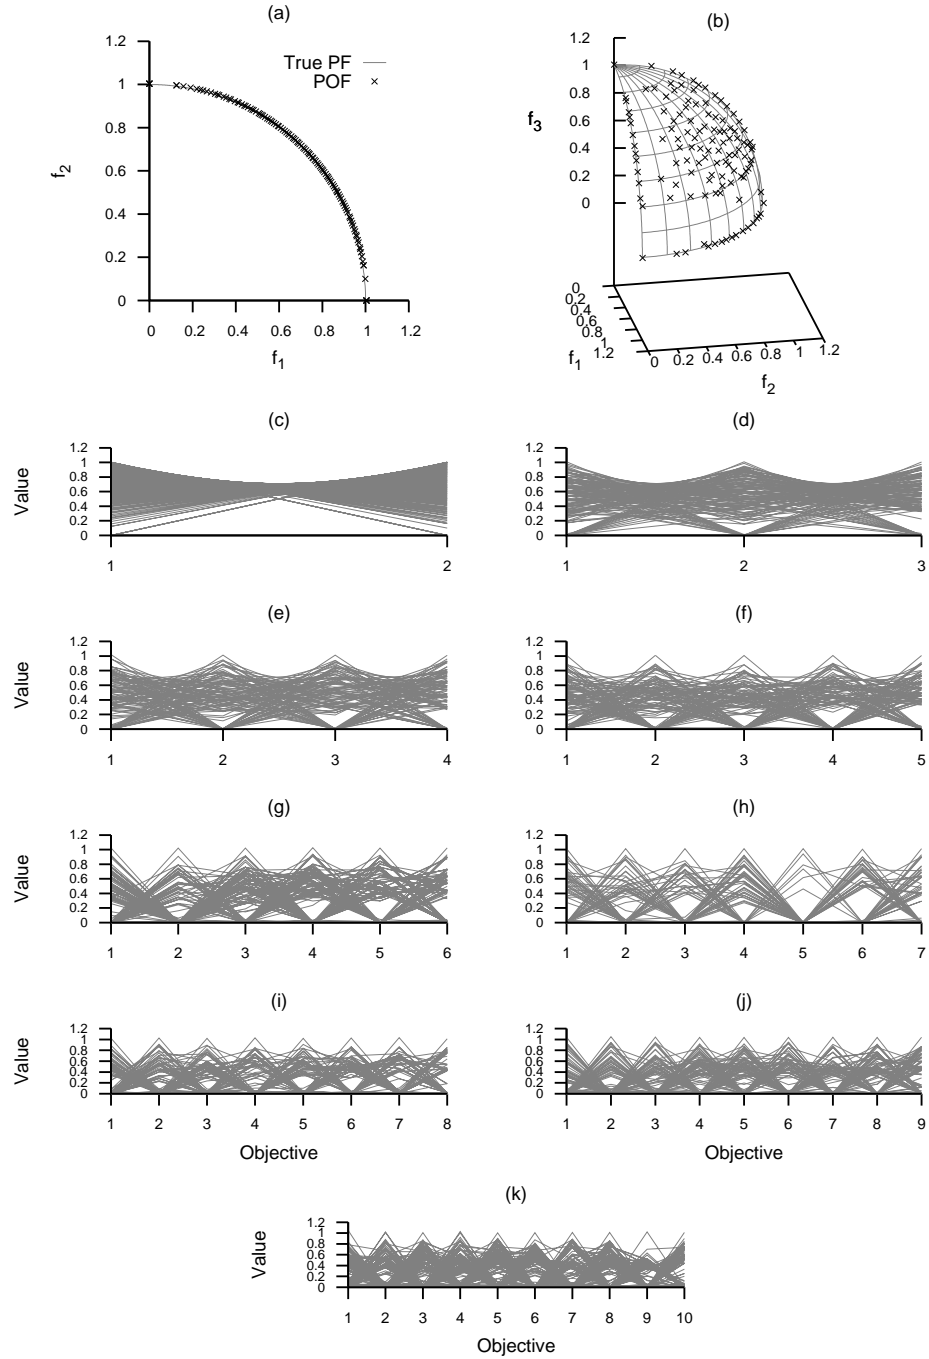 (a)
1.2
1
0.8
0.6
0.4
0.2
0
0 0.2 0.4 0.6 0.8 1 1.2
f2
f1
True PF
POF
(b)
1.2
1
0.8
0.6
0.4
0.2
0
f3
0
0.2
0.4
0.6
0.8
1
1.2
f1
0 0.2 0.4 0.6 0.8 1 1.2
f2
(c)
Value
1.2
1
0.8
0.6
0.4
0.2
0
1 2
(d)
1.2
1
0.8
0.6
0.4
0.2
0
1 2 3
(e)
Value
1.2
1
0.8
0.6
0.4
0.2
0
1 2 3 4
(f)
1.2
1
0.8
0.6
0.4
0.2
0
1 2 3 4 5
(g)
Value
1.2
1
0.8
0.6
0.4
0.2
0
1 2 3 4 5 6
(h)
1.2
1
0.8
0.6
0.4
0.2
0
1 2 3 4 5 6 7
(i)
Value
1.2
1
0.8
0.6
0.4
0.2
0
1 2 3 4 5 6 7 8
Objective
(j)
1.2
1
0.8
0.6
0.4
0.2
0
1 2 3 4 5 6 7 8 9
Objective
(k)
Value
1.2
1
0.8
0.6
0.4
0.2
0
1 2 3 4 5 6 7 8 9 10
Objective